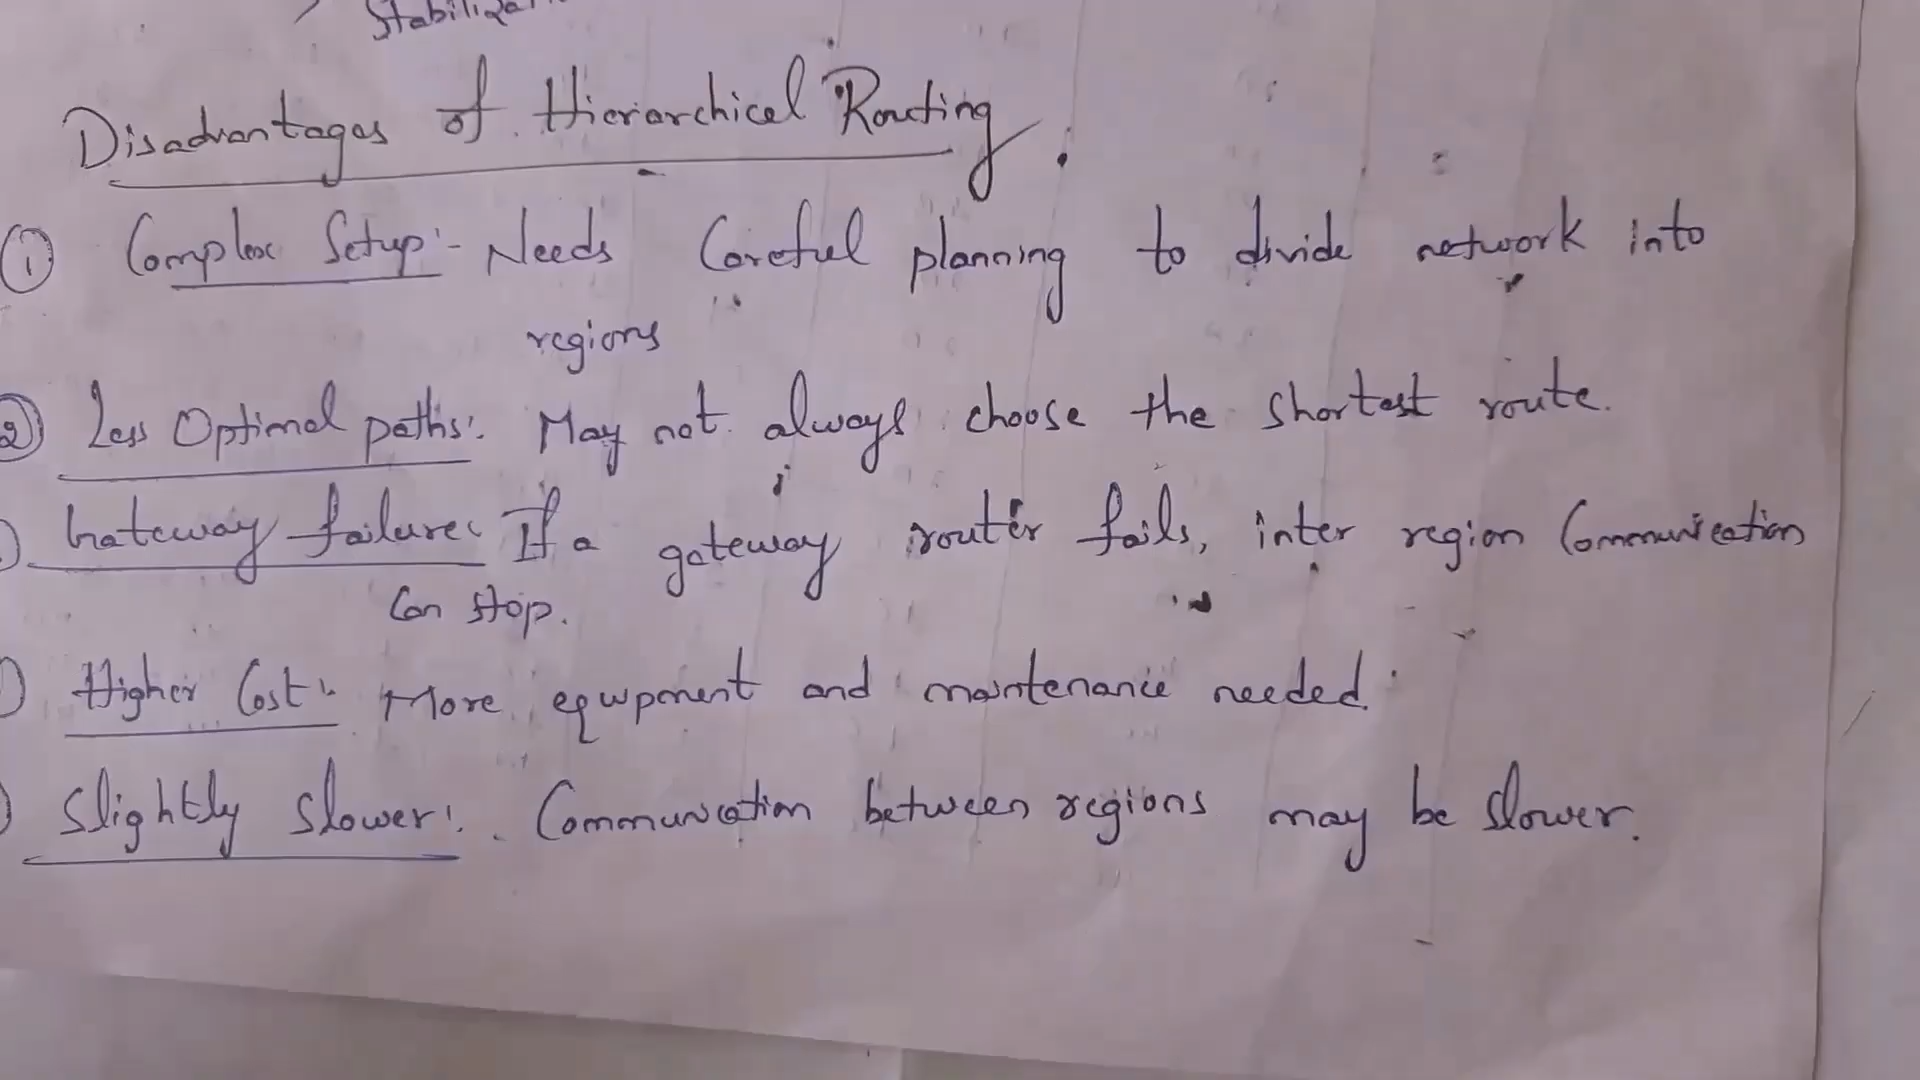 Disadvantages of Hierarchical Routing.
① Complex Setup:- Needs Careful planning to divide network into
regions
② Less Optimal paths:. May not always choose the shortest route.
Gateway failure: If a gateway router fails, inter region Communication
Can stop.
Higher Cost:. More equipment and maintenance needed.
Slightly slower:. Communication between regions may be slower.